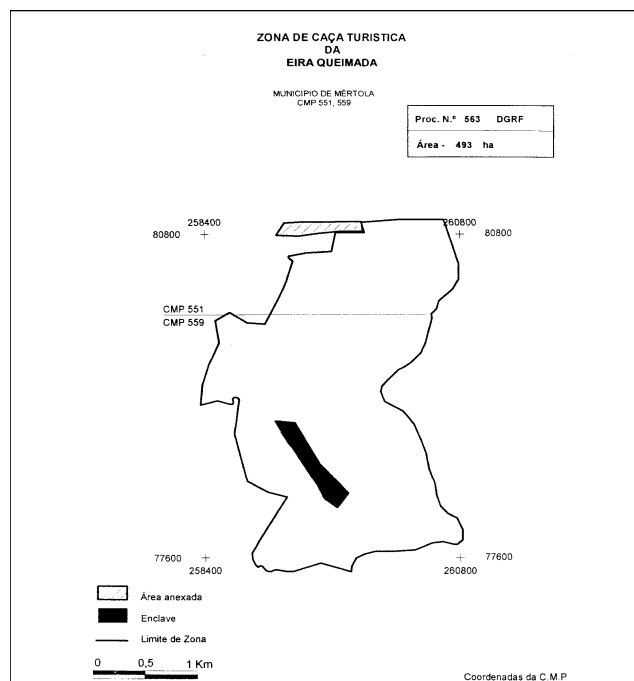 ZONA DE CAÇA TURISTICA
DA
EIRA QUEIMADA
MUNICIPIO DE MÉRTOLA
CMP 551, 559
Proc. N.º 563 DGRF
Área - 493 ha
258400 260800
80800 80800
CMP 551
CMP 559
77600 77600
258400 260800
Área anexada
Enclave
Limite de Zona
0 0,5 1 Km
Coordenadas da C.M.P